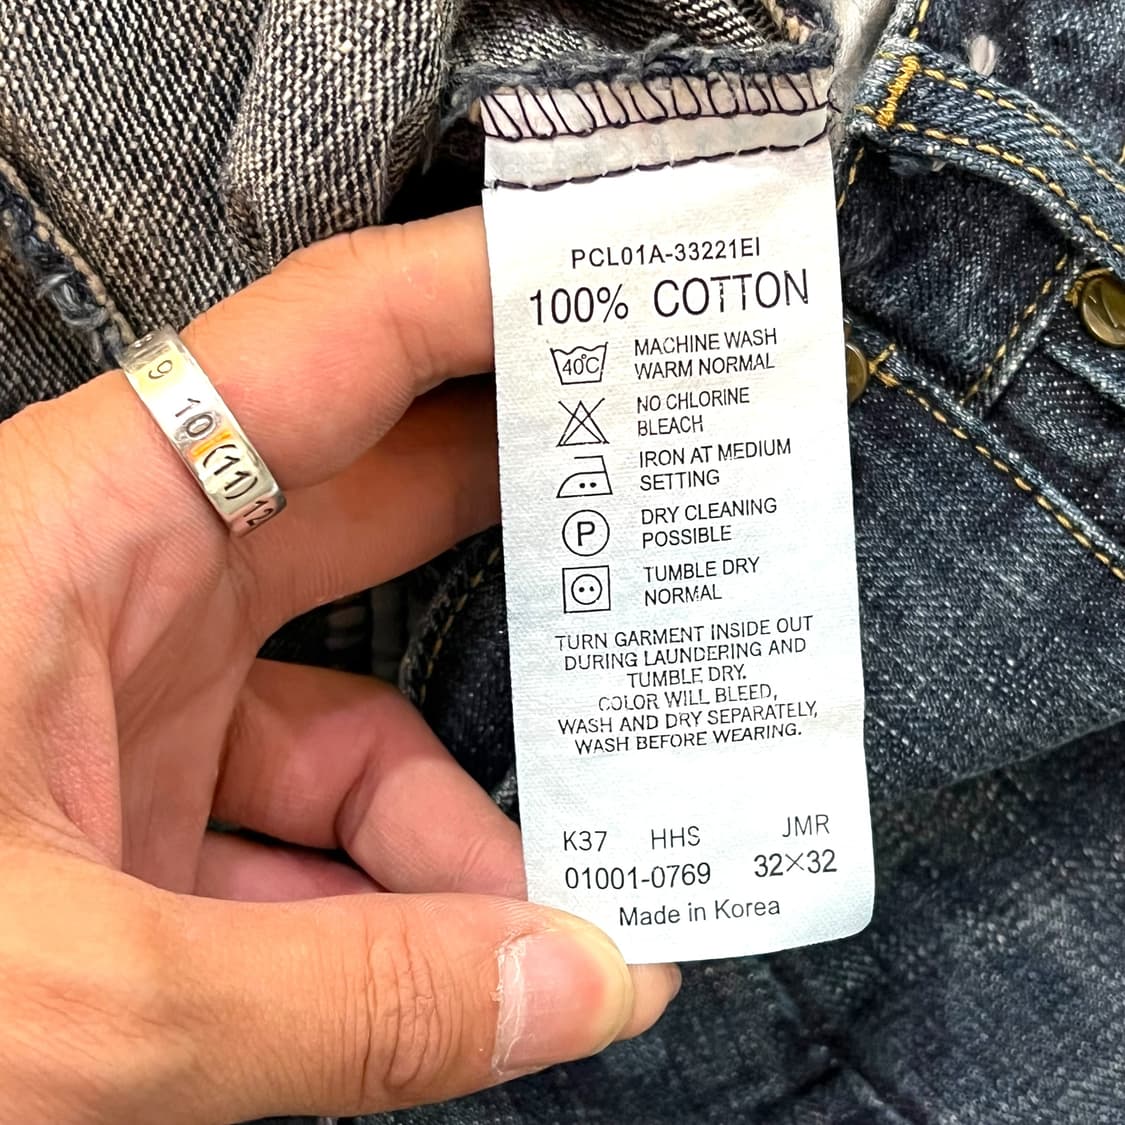 9 10 (11) 12
PCL01A-33221EI
100% COTTON
40°C
MACHINE WASH
WARM NORMAL
NO CHLORINE
BLEACH
IRON AT MEDIUM
SETTING
P
DRY CLEANING
POSSIBLE
TUMBLE DRY
NORMAL
TURN GARMENT INSIDE OUT
DURING LAUNDERING AND
TUMBLE DRY.
COLOR WILL BLEED,
WASH AND DRY SEPARATELY,
WASH BEFORE WEARING.
K37 HHS JMR
01001-0769 32×32
Made in Korea